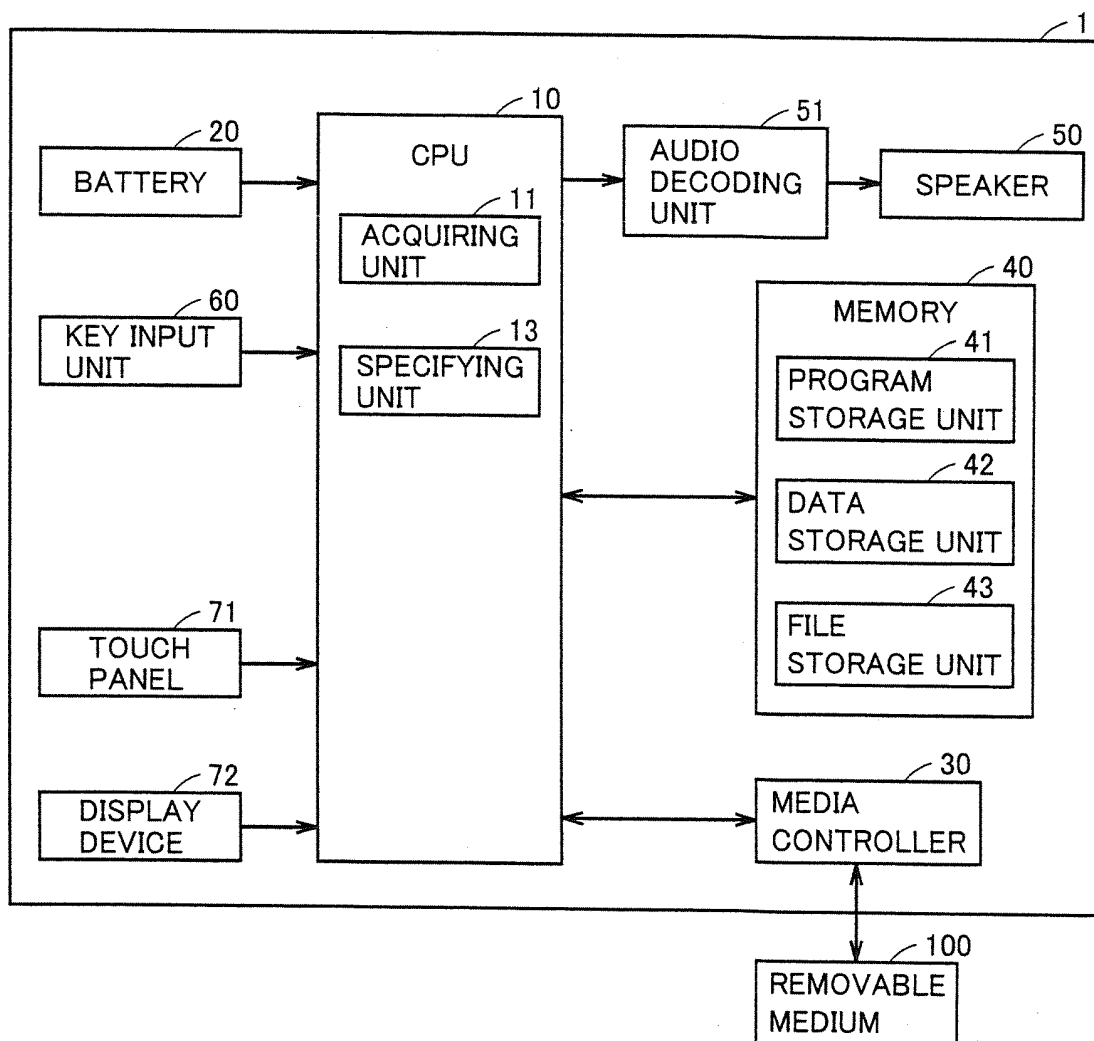 1
10
CPU
11
ACQUIRING
UNIT
13
SPECIFYING
UNIT
20
BATTERY
60
KEY INPUT
UNIT
71
TOUCH
PANEL
72
DISPLAY
DEVICE
51
AUDIO
DECODING
UNIT
50
SPEAKER
40
MEMORY
41
PROGRAM
STORAGE UNIT
42
DATA
STORAGE UNIT
43
FILE
STORAGE UNIT
30
MEDIA
CONTROLLER
100
REMOVABLE
MEDIUM